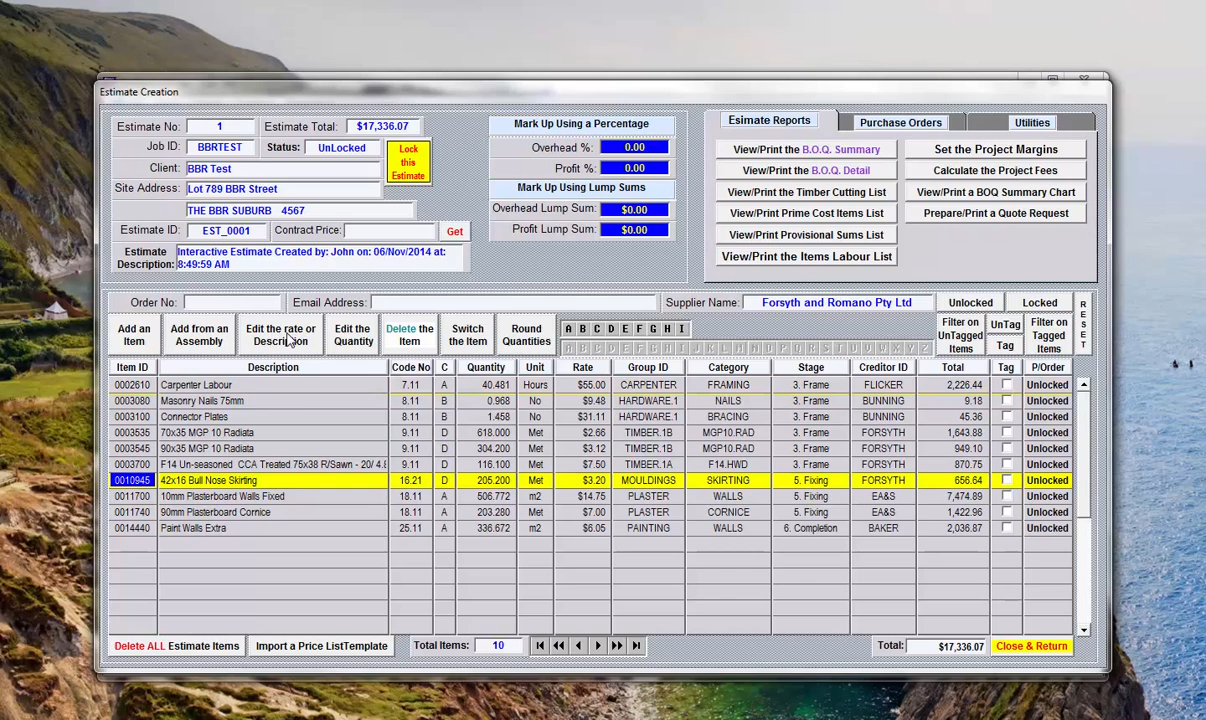 Estimate Creation
Estimate No: 1 Estimate Total: $17,336.07
Job ID: BBRTEST Status: UnLocked
Client: BBR Test
Site Address: Lot 789 BBR Street
THE BBR SUBURB 4567
Estimate ID: EST_0001 Contract Price: Get
Estimate Description: Interactive Estimate Created by: John on: 06/Nov/2014 at:
8:49:59 AM
Lock
this
Estimate
Mark Up Using a Percentage
Overhead %: 0.00
Profit %: 0.00
Mark Up Using Lump Sums
Overhead Lump Sum: $0.00
Profit Lump Sum: $0.00
Esimate Reports Purchase Orders Utilities
View/Print the B.O.Q. Summary Set the Project Margins
View/Print the B.O.Q. Detail Calculate the Project Fees
View/Print the Timber Cutting List View/Print a BOQ Summary Chart
View/Print Prime Cost Items List Prepare/Print a Quote Request
View/Print Provisional Sums List
View/Print the Items Labour List
Order No: Email Address: Supplier Name: Forsyth and Romano Pty Ltd Unlocked Locked
RESET
Add an Item
Add from an Assembly
Edit the rate or Description
Edit the Quantity
Delete the Item
Switch the Item
Round Quantities
A B C D E F G H I
A B C D E F G H I J K L M N O P Q R S T U V W X Y Z
Filter on UnTagged Items
UnTag
Tag
Filter on Tagged Items
Item ID Description Code No C Quantity Unit Rate Group ID Category Stage Creditor ID Total Tag P/Order
0002610 Carpenter Labour 7.11 A 40.481 Hours $55.00 CARPENTER FRAMING 3. Frame FLICKER 2,226.44 Unlocked
0003080 Masonry Nails 75mm 8.11 B 0.968 No $9.48 HARDWARE.1 NAILS 3. Frame BUNNING 9.18 Unlocked
0003100 Connector Plates 8.11 B 1.458 No $31.11 HARDWARE.1 BRACING 3. Frame BUNNING 45.36 Unlocked
0003535 70x35 MGP 10 Radiata 9.11 D 618.000 Met $2.66 TIMBER.1B MGP10.RAD 3. Frame FORSYTH 1,643.88 Unlocked
0003545 90x35 MGP 10 Radiata 9.11 D 304.200 Met $3.12 TIMBER.1B MGP10.RAD 3. Frame FORSYTH 949.10 Unlocked
0003700 F14 Un-seasoned CCA Treated 75x38 R/Sawn - 20/ 4.8 9.11 D 116.100 Met $7.50 TIMBER.1A F14.HWD 3. Frame FORSYTH 870.75 Unlocked
0010945 42x16 Bull Nose Skirting 16.21 D 205.200 Met $3.20 MOULDINGS SKIRTING 5. Fixing FORSYTH 656.64 Unlocked
0011700 10mm Plasterboard Walls Fixed 18.11 A 506.772 m2 $14.75 PLASTER WALLS 5. Fixing EA&S 7,474.89 Unlocked
0011740 90mm Plasterboard Cornice 18.11 A 203.280 Met $7.00 PLASTER CORNICE 5. Fixing EA&S 1,422.96 Unlocked
0014440 Paint Walls Extra 25.11 A 336.672 m2 $6.05 PAINTING WALLS 6. Completion BAKER 2,036.87 Unlocked
Delete ALL Estimate Items Import a Price ListTemplate Total Items: 10 Total: $17,336.07 Close & Return